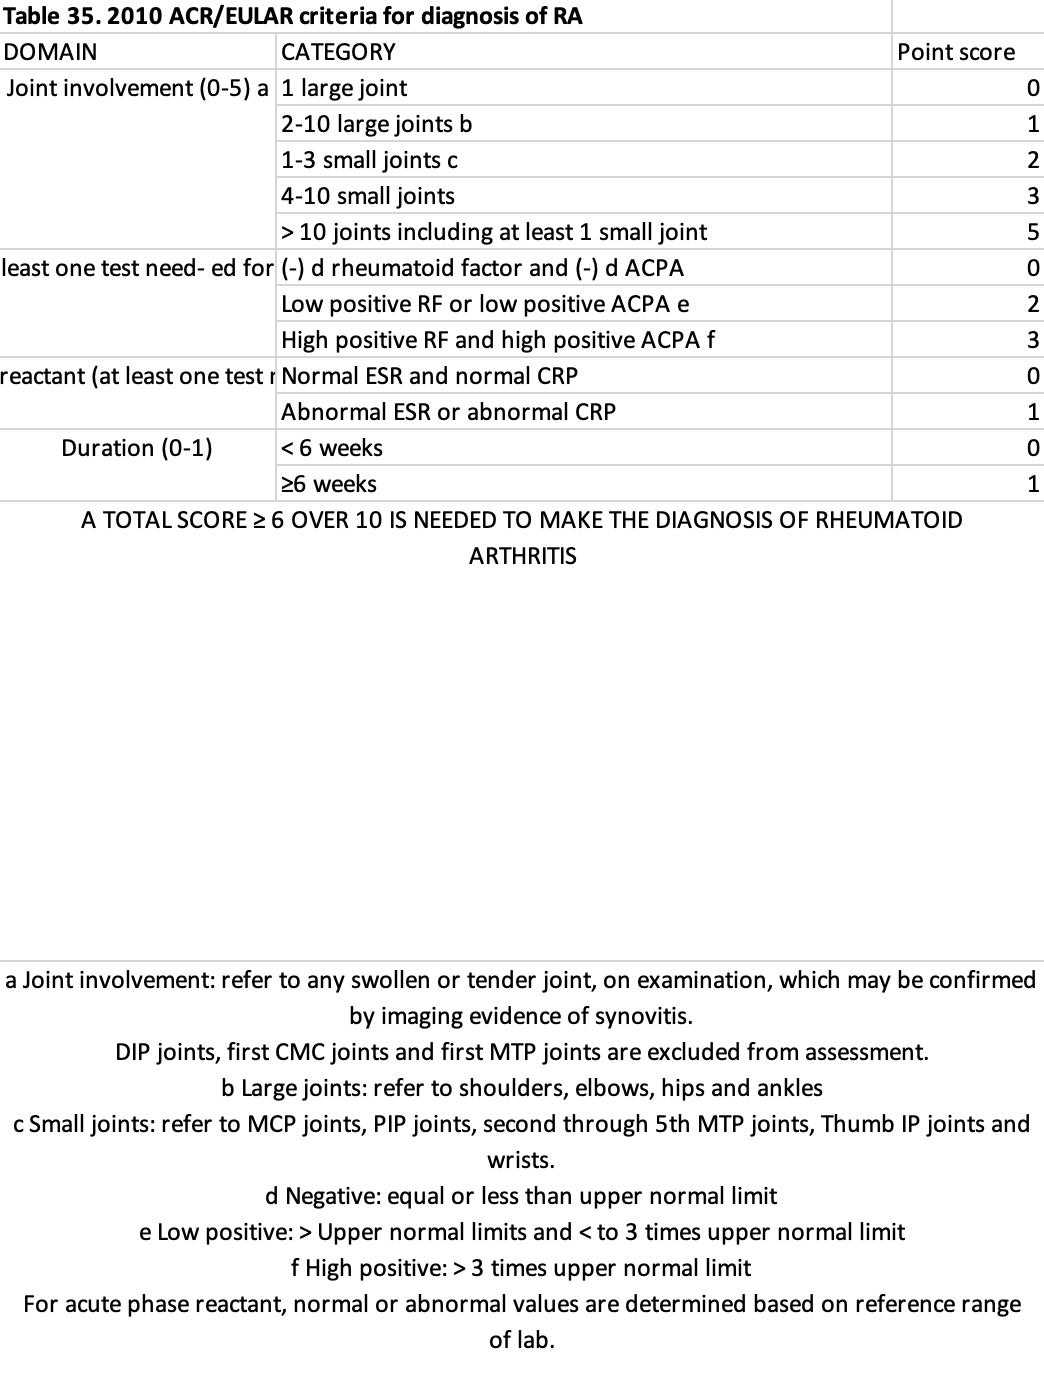 Table 35. 2010 ACR/EULAR criteria for diagnosis of RA
DOMAIN CATEGORY Point score
Joint involvement (0-5) a 1 large joint 0
2-10 large joints b 1
1-3 small joints c 2
4-10 small joints 3
> 10 joints including at least 1 small joint 5
least one test need- ed for (-) d rheumatoid factor and (-) d ACPA 0
Low positive RF or low positive ACPA e 2
High positive RF and high positive ACPA f 3
reactant (at least one test Normal ESR and normal CRP 0
Abnormal ESR or abnormal CRP 1
Duration (0-1) < 6 weeks 0
≥6 weeks 1
A TOTAL SCORE ≥ 6 OVER 10 IS NEEDED TO MAKE THE DIAGNOSIS OF RHEUMATOID
ARTHRITIS
a Joint involvement: refer to any swollen or tender joint, on examination, which may be confirmed
by imaging evidence of synovitis.
DIP joints, first CMC joints and first MTP joints are excluded from assessment.
b Large joints: refer to shoulders, elbows, hips and ankles
c Small joints: refer to MCP joints, PIP joints, second through 5th MTP joints, Thumb IP joints and
wrists.
d Negative: equal or less than upper normal limit
e Low positive: > Upper normal limits and < to 3 times upper normal limit
f High positive: > 3 times upper normal limit
For acute phase reactant, normal or abnormal values are determined based on reference range
of lab.